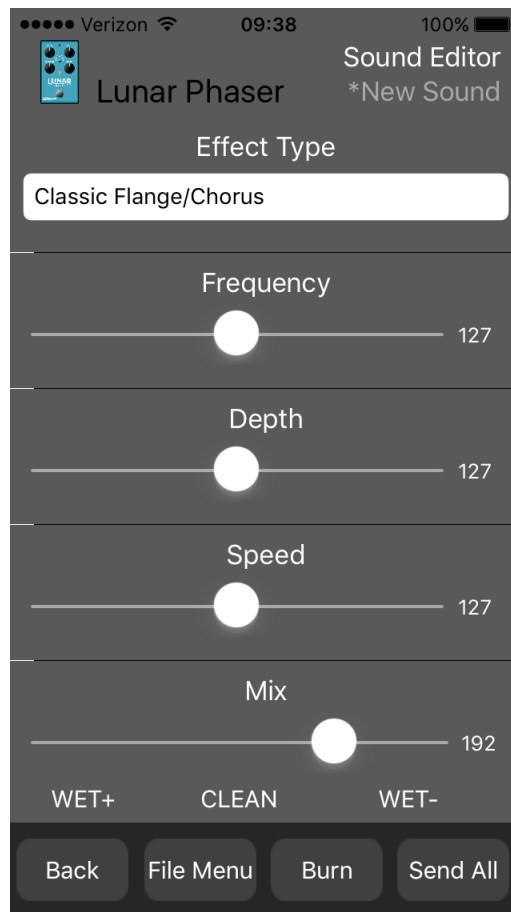 Verizon 09:38 100%
LUNAR
Lunar Phaser
Sound Editor
*New Sound
Effect Type
Classic Flange/Chorus
Frequency
127
Depth
127
Speed
127
Mix
192
WET+ CLEAN WET-
Back File Menu Burn Send All